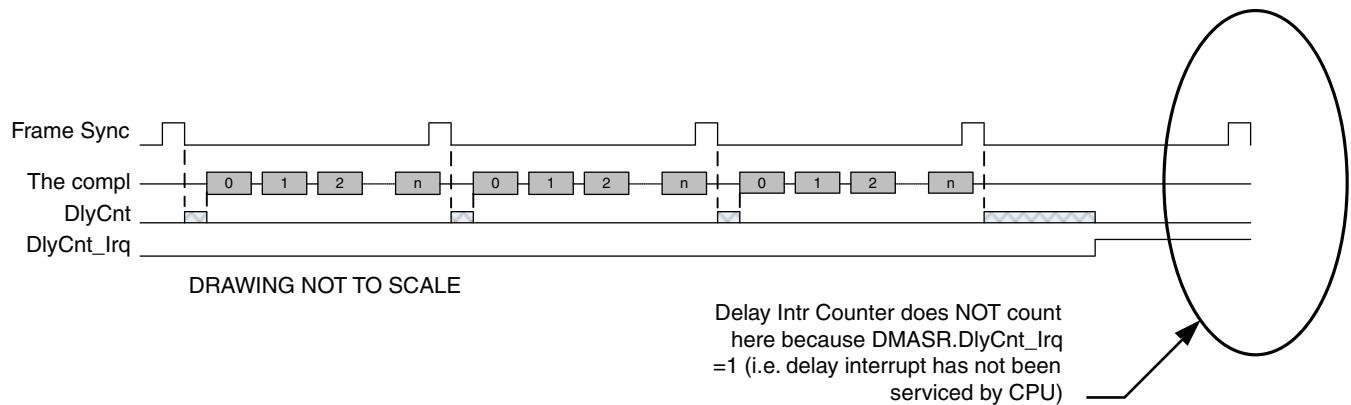 Frame Sync
The compl 0 1 2 n 0 1 2 n 0 1 2 n
DlyCnt
DlyCnt_Irq
DRAWING NOT TO SCALE
Delay Intr Counter does NOT count
here because DMASR.DlyCnt_Irq
=1 (i.e. delay interrupt has not been
serviced by CPU)